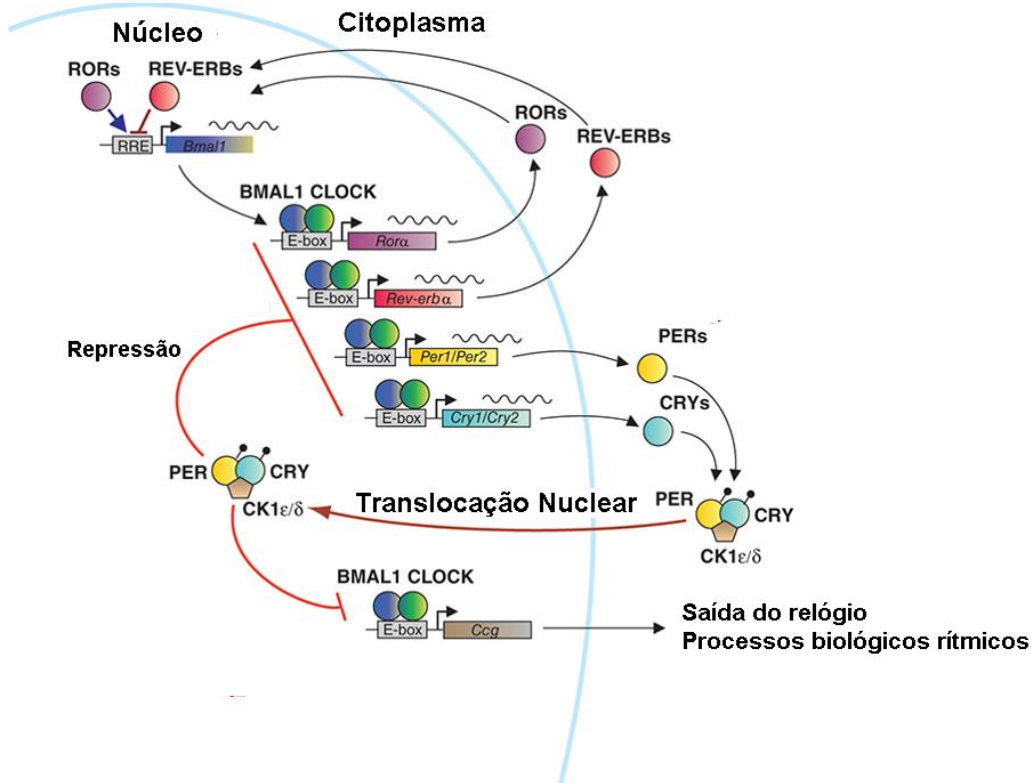 Núcleo
Citoplasma
RORs
REV-ERBs
RRE
Bmal1
RORs
REV-ERBs
BMAL1 CLOCK
E-box
Rorα
E-box
Rev-erbα
Repressão
E-box
Per1/Per2
PERs
E-box
Cry1/Cry2
CRYs
PER
CRY
CK1ε/δ
Translocação Nuclear
PER
CRY
CK1ε/δ
BMAL1 CLOCK
E-box
Ccg
Saída do relógio
Processos biológicos rítmicos